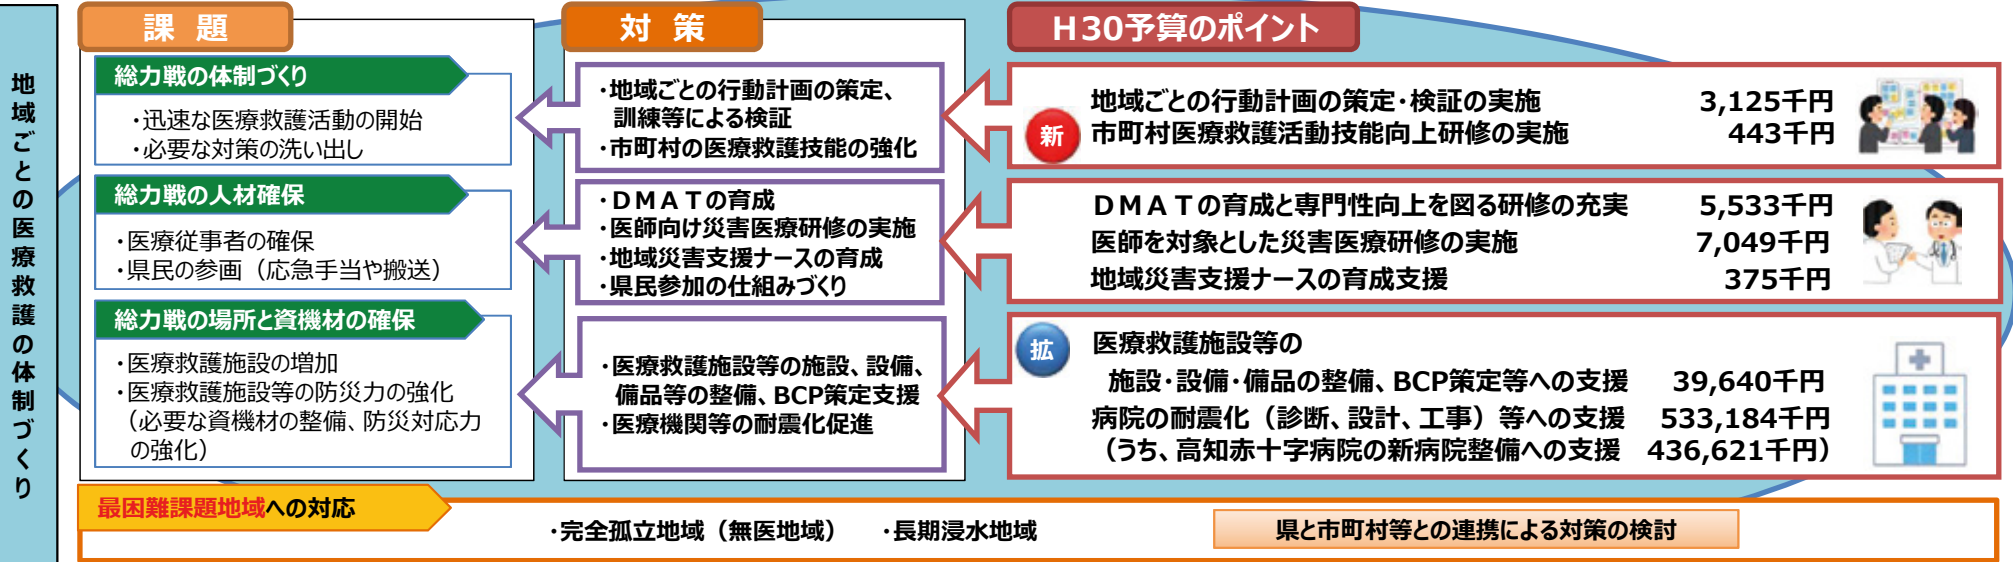 地域ごとの医療救護の体制づくり
課 題
総力戦の体制づくり
・迅速な医療救護活動の開始
・必要な対策の洗い出し
総力戦の人材確保
・医療従事者の確保
・県民の参画（応急手当や搬送）
総力戦の場所と資機材の確保
・医療救護施設の増加
・医療救護施設等の防災力の強化
（必要な資機材の整備、防災対応力
の強化）
対 策
・地域ごとの行動計画の策定、
訓練等による検証
・市町村の医療救護技能の強化
・ＤＭＡＴの育成
・医師向け災害医療研修の実施
・地域災害支援ナースの育成
・県民参加の仕組みづくり
・医療救護施設等の施設、設備、
備品等の整備、BCP策定支援
・医療機関等の耐震化促進
Ｈ30予算のポイント
地域ごとの行動計画の策定・検証の実施 3,125千円
新 市町村医療救護活動技能向上研修の実施 443千円
ＤＭＡＴの育成と専門性向上を図る研修の充実 5,533千円
医師を対象とした災害医療研修の実施 7,049千円
地域災害支援ナースの育成支援 375千円
拡 医療救護施設等の
施設・設備・備品の整備、BCP策定等への支援 39,640千円
病院の耐震化（診断、設計、工事）等への支援 533,184千円
（うち、高知赤十字病院の新病院整備への支援 436,621千円）
最困難課題地域への対応
・完全孤立地域（無医地域） ・長期浸水地域
県と市町村等との連携による対策の検討